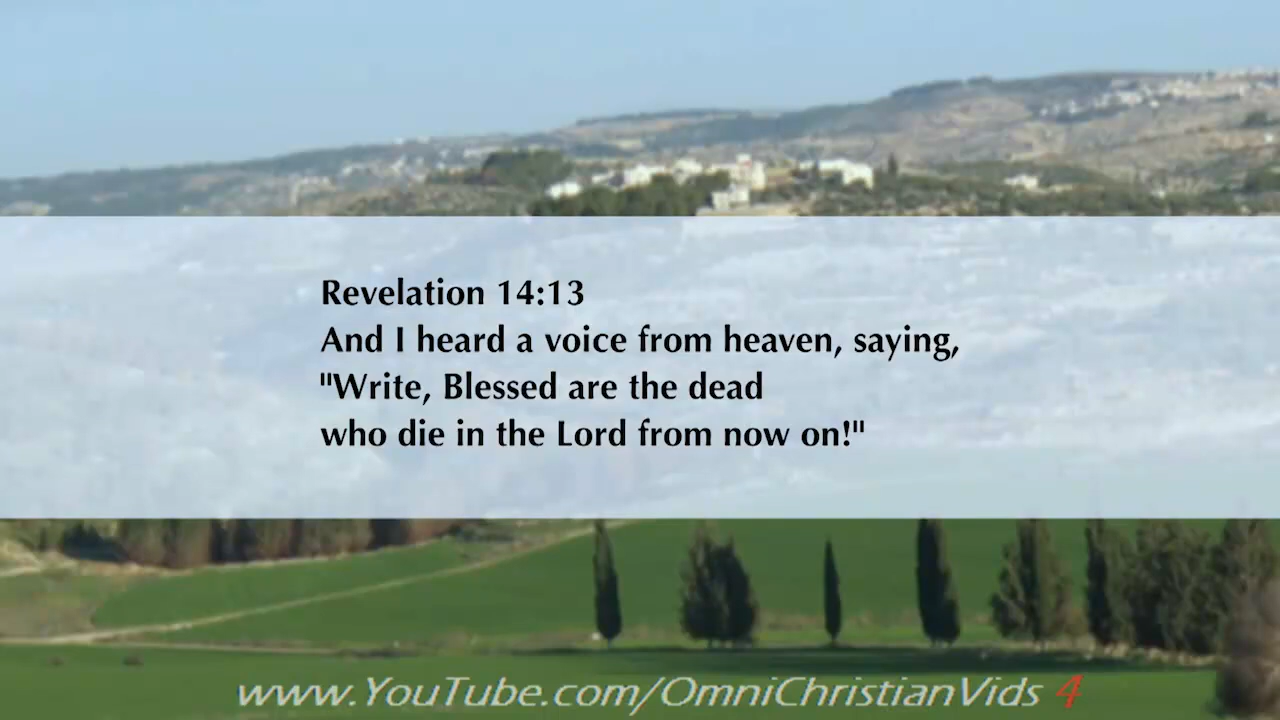 Revelation 14:13
And I heard a voice from heaven, saying,
"Write, Blessed are the dead
who die in the Lord from now on!"
www.YouTube.com/OmniChristianVids 4